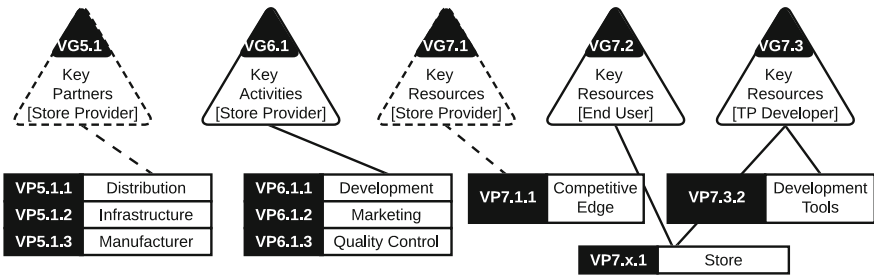 VG5.1
Key
Partners
[Store Provider]
VG6.1
Key
Activities
[Store Provider]
VG7.1
Key
Resources
[Store Provider]
VG7.2
Key
Resources
[End User]
VG7.3
Key
Resources
[TP Developer]
VP5.1.1 Distribution
VP5.1.2 Infrastructure
VP5.1.3 Manufacturer
VP6.1.1 Development
VP6.1.2 Marketing
VP6.1.3 Quality Control
VP7.1.1 Competitive
Edge
VP7.3.2 Development
Tools
VP7.x.1 Store